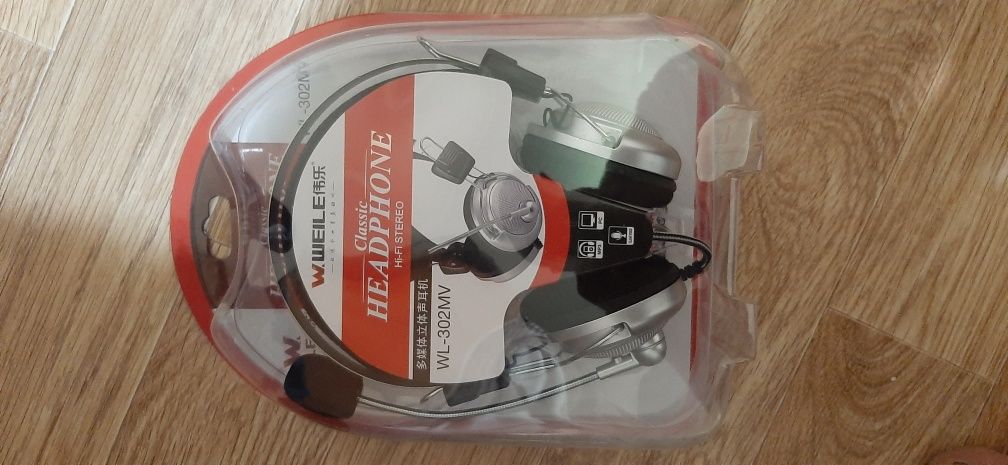 W.WEILE伟乐®
Classic
HEADPHONE
Hi-Fi STEREO
多媒体立体声耳机
WL-302MV
PC